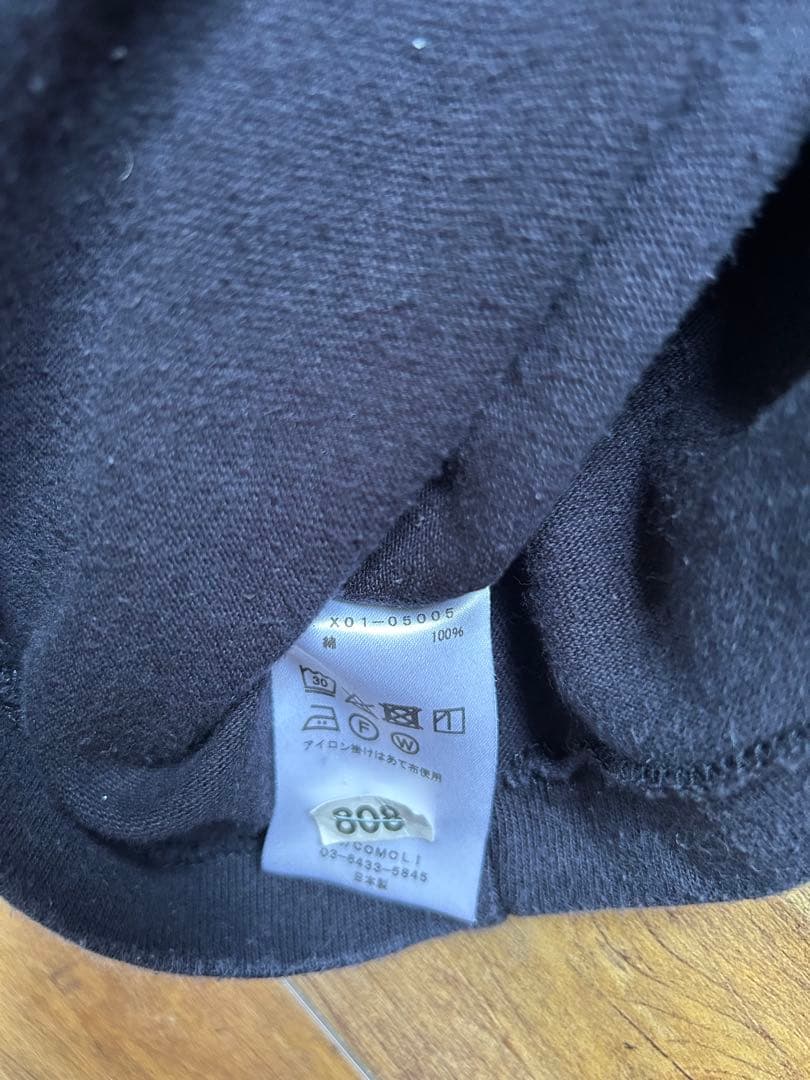 X01-05005
綿 100%
30
F W
アイロン掛けはあて布使用
808
/COMOLI
03-6433-5845
日本製